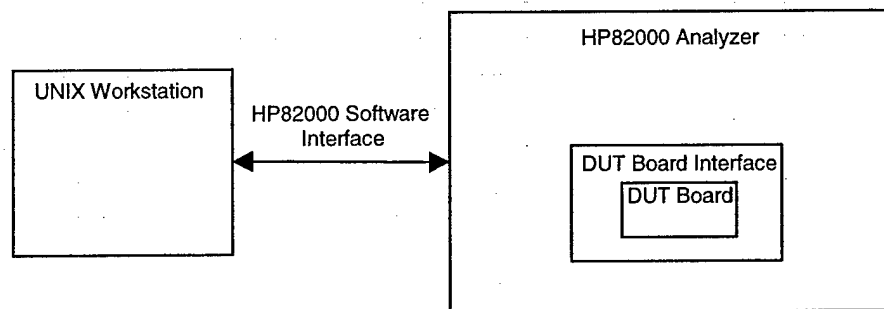 UNIX Workstation
HP82000 Software
Interface
HP82000 Analyzer
DUT Board Interface
DUT Board